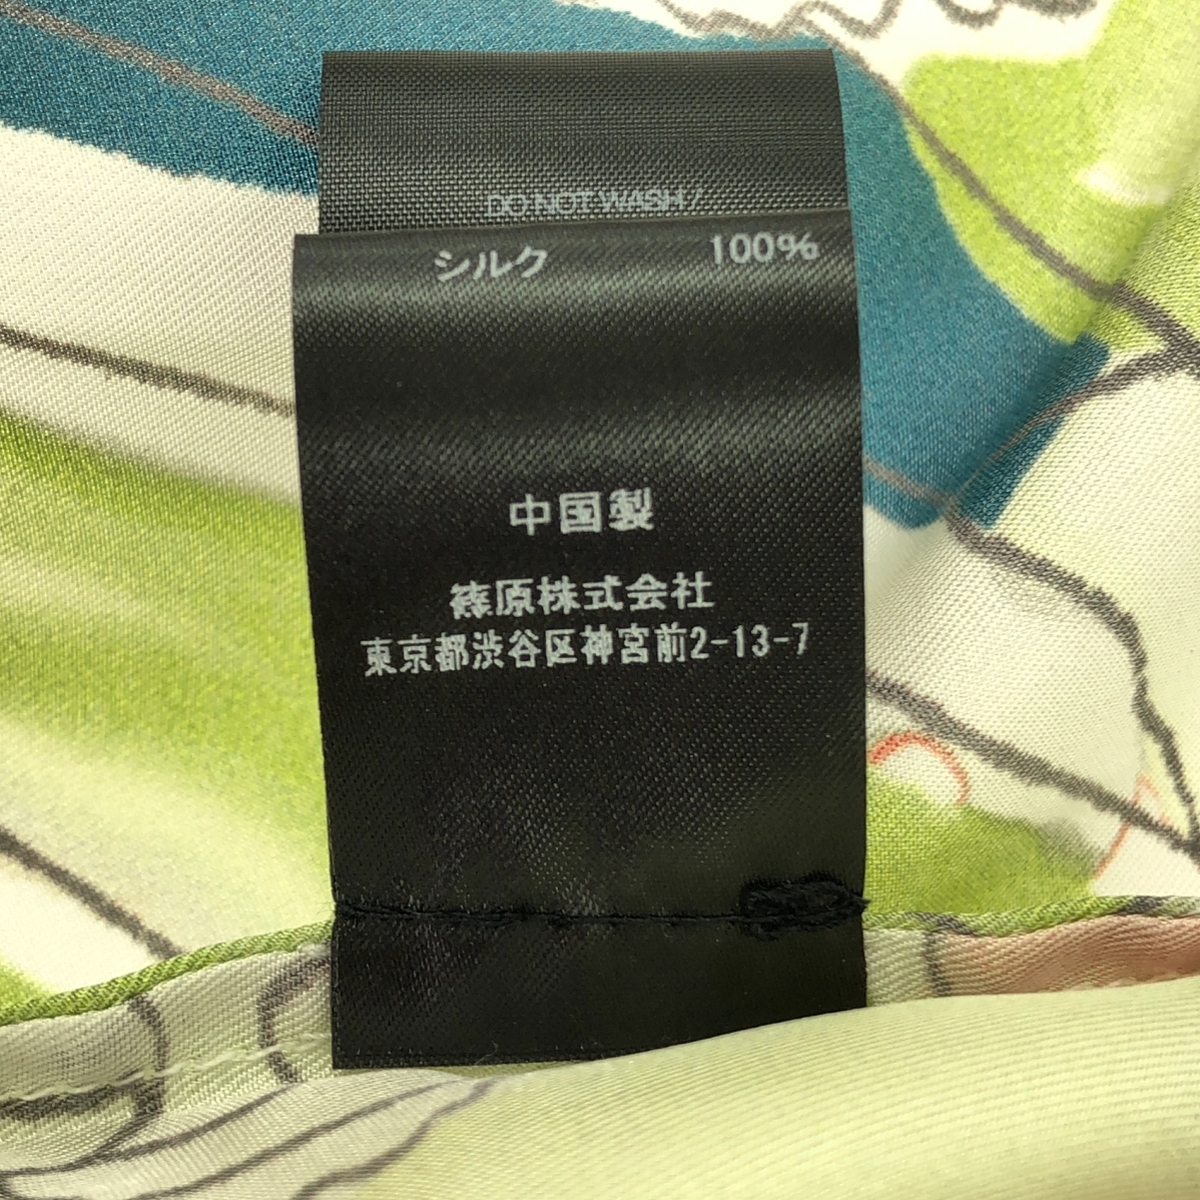 DO NOT WASH /
シルク 100%
中国製
篠原株式会社
東京都渋谷区神宮前2-13-7